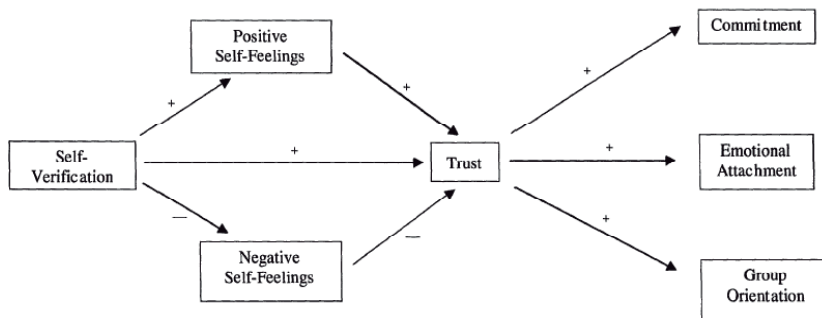 Positive
Self-Feelings
Commitment
+
+
+
+
Self-
Verification
+
Trust
+
Emotional
Attachment
—
—
+
Negative
Self-Feelings
Group
Orientation